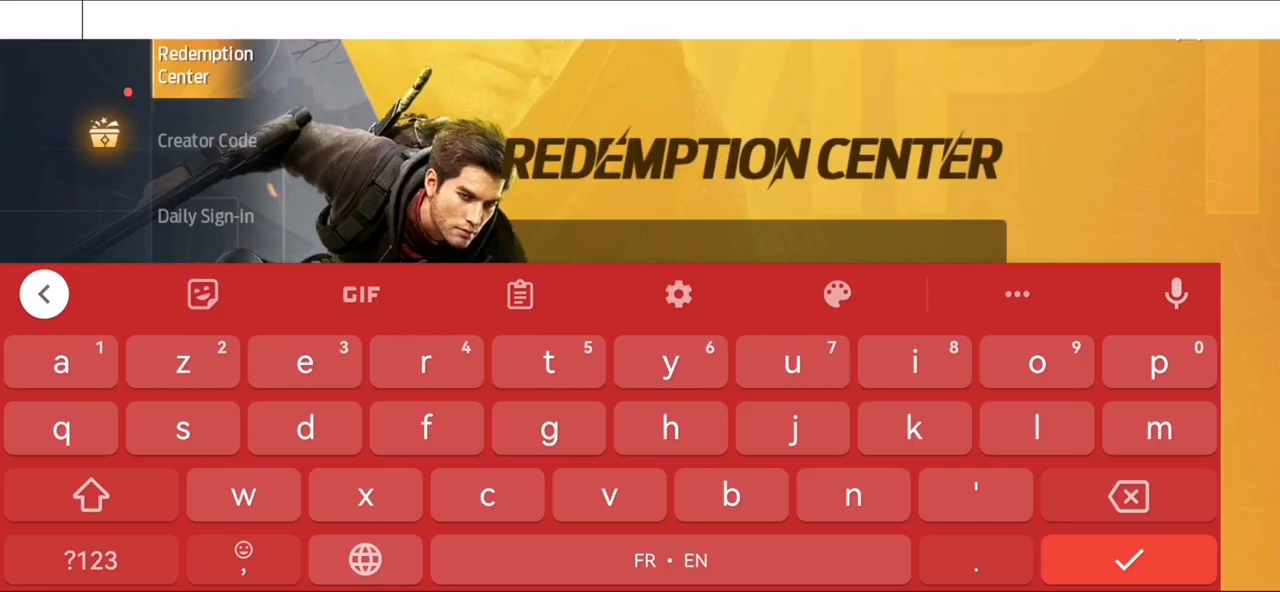 Redemption
Center
Creator Code
Daily Sign-in
REDEMPTION CENTER
GIF
a 1 z 2 e 3 r 4 t 5 y 6 u 7 i 8 o 9 p 0
q s d f g h j k l m
w x c v b n '
?123 , FR • EN .